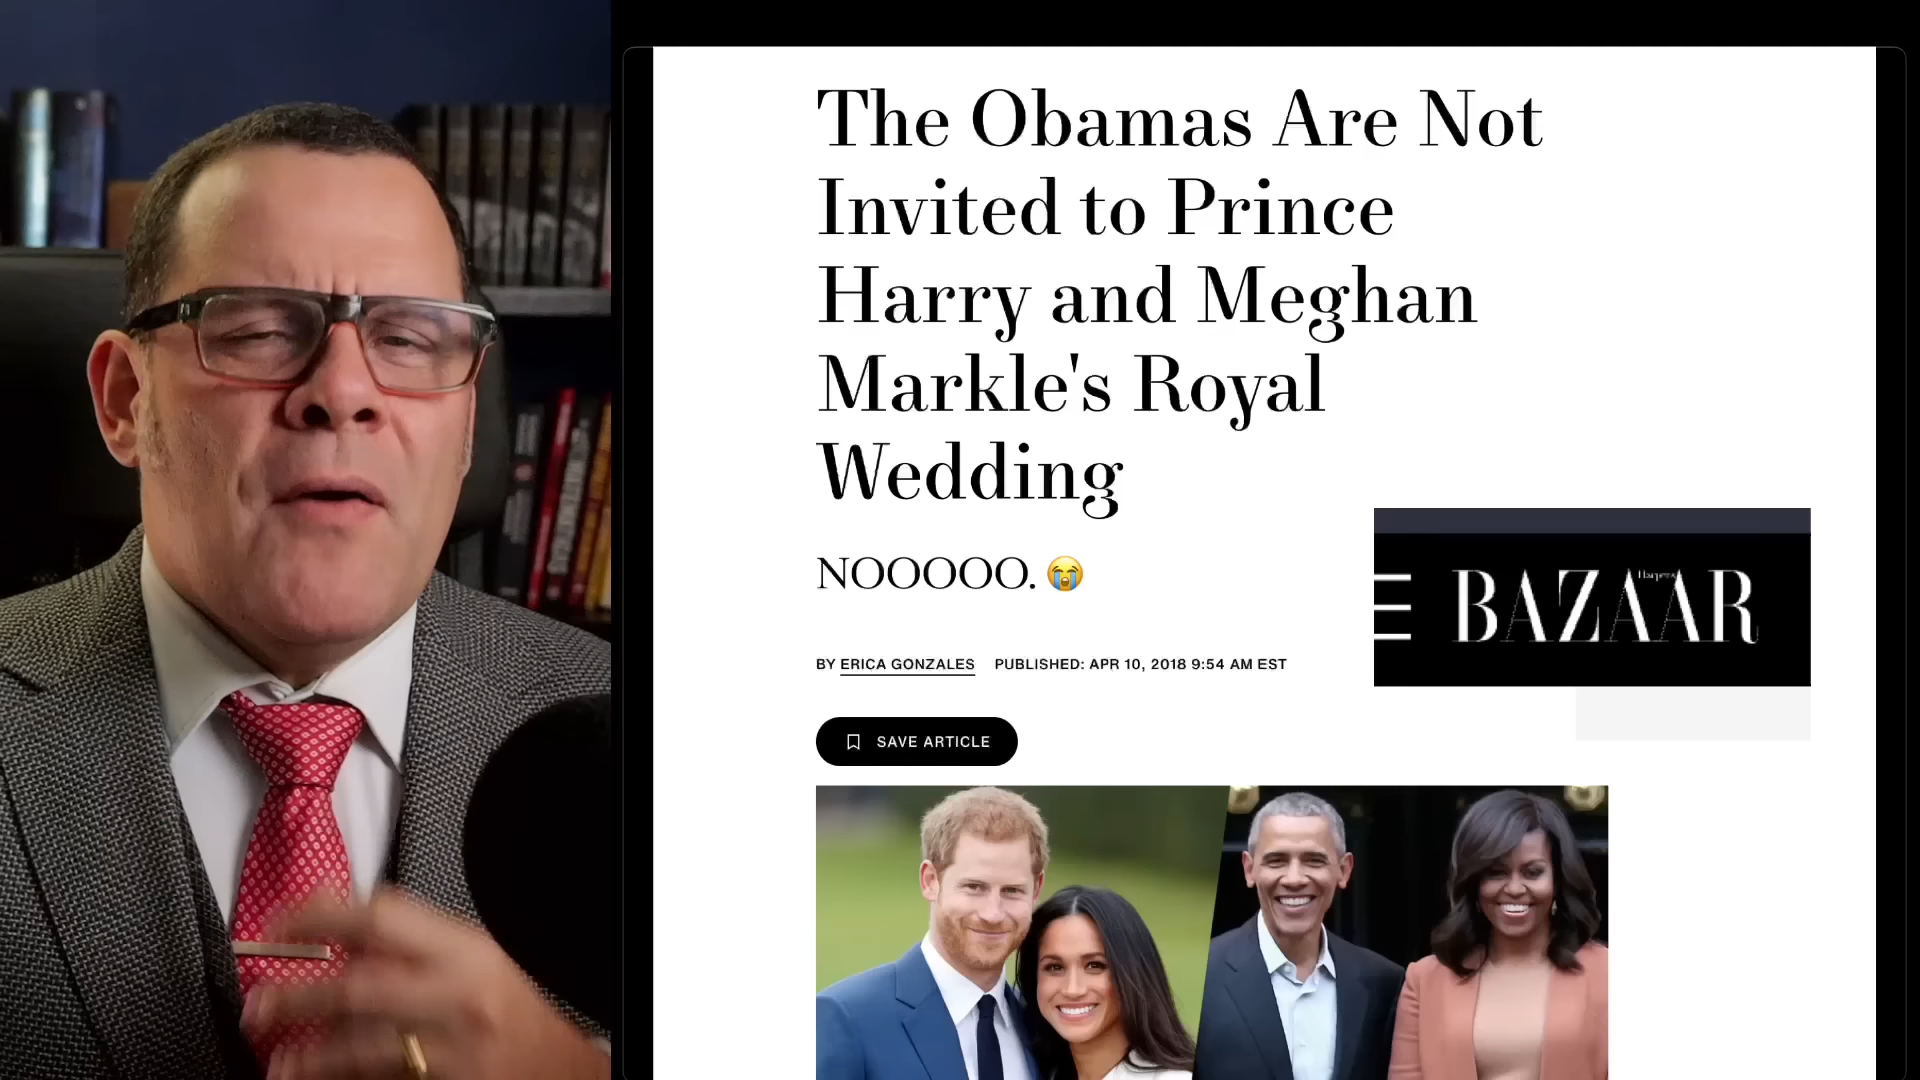 The Obamas Are Not
Invited to Prince
Harry and Meghan
Markle's Royal
Wedding
NOOOOO. 😭
Harper's
BAZAAR
BY ERICA GONZALES PUBLISHED: APR 10, 2018 9:54 AM EST
SAVE ARTICLE